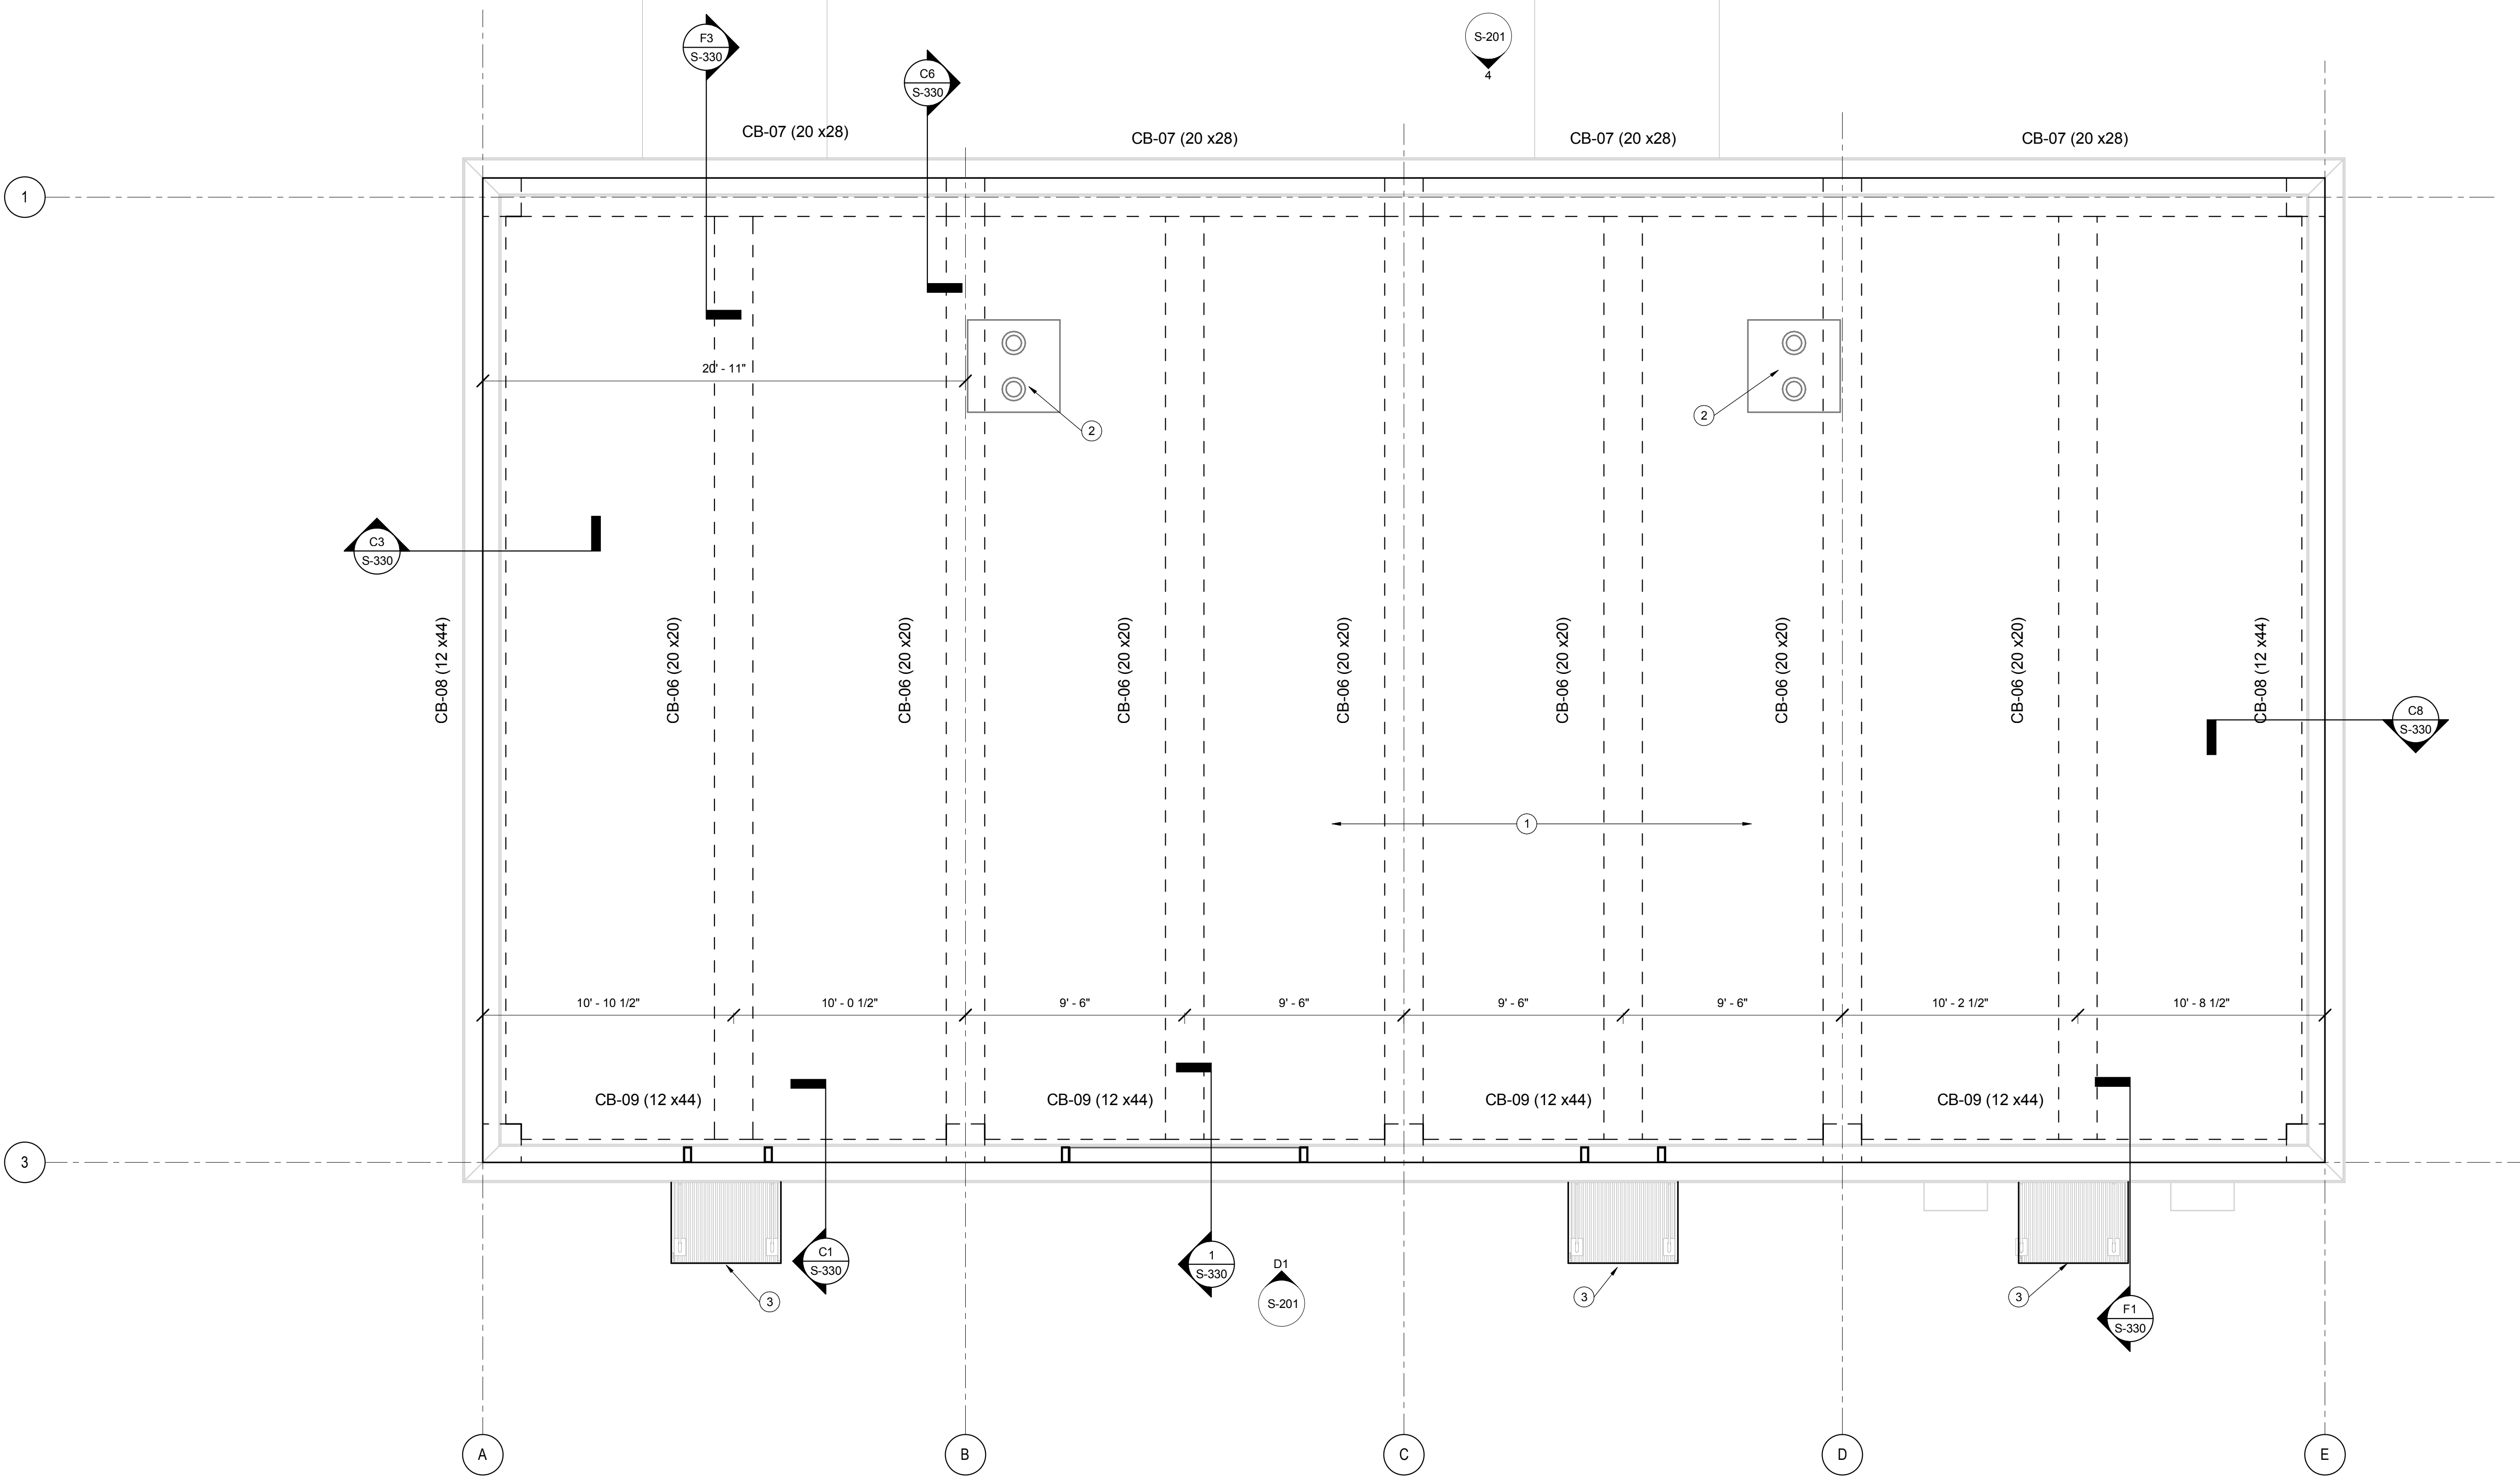 F3
S-330
C6
S-330
S-201
4
CB-07 (20 x28)
CB-07 (20 x28)
CB-07 (20 x28)
CB-07 (20 x28)
1
20' - 11"
2
2
C3
S-330
CB-08 (12 x44)
CB-06 (20 x20)
CB-06 (20 x20)
CB-06 (20 x20)
CB-06 (20 x20)
CB-06 (20 x20)
CB-06 (20 x20)
CB-06 (20 x20)
CB-08 (12 x44)
C8
S-330
1
10' - 10 1/2"
10' - 0 1/2"
9' - 6"
9' - 6"
9' - 6"
9' - 6"
10' - 2 1/2"
10' - 8 1/2"
CB-09 (12 x44)
CB-09 (12 x44)
CB-09 (12 x44)
CB-09 (12 x44)
3
C1
S-330
1
S-330
D1
S-201
3
3
3
F1
S-330
A
B
C
D
E